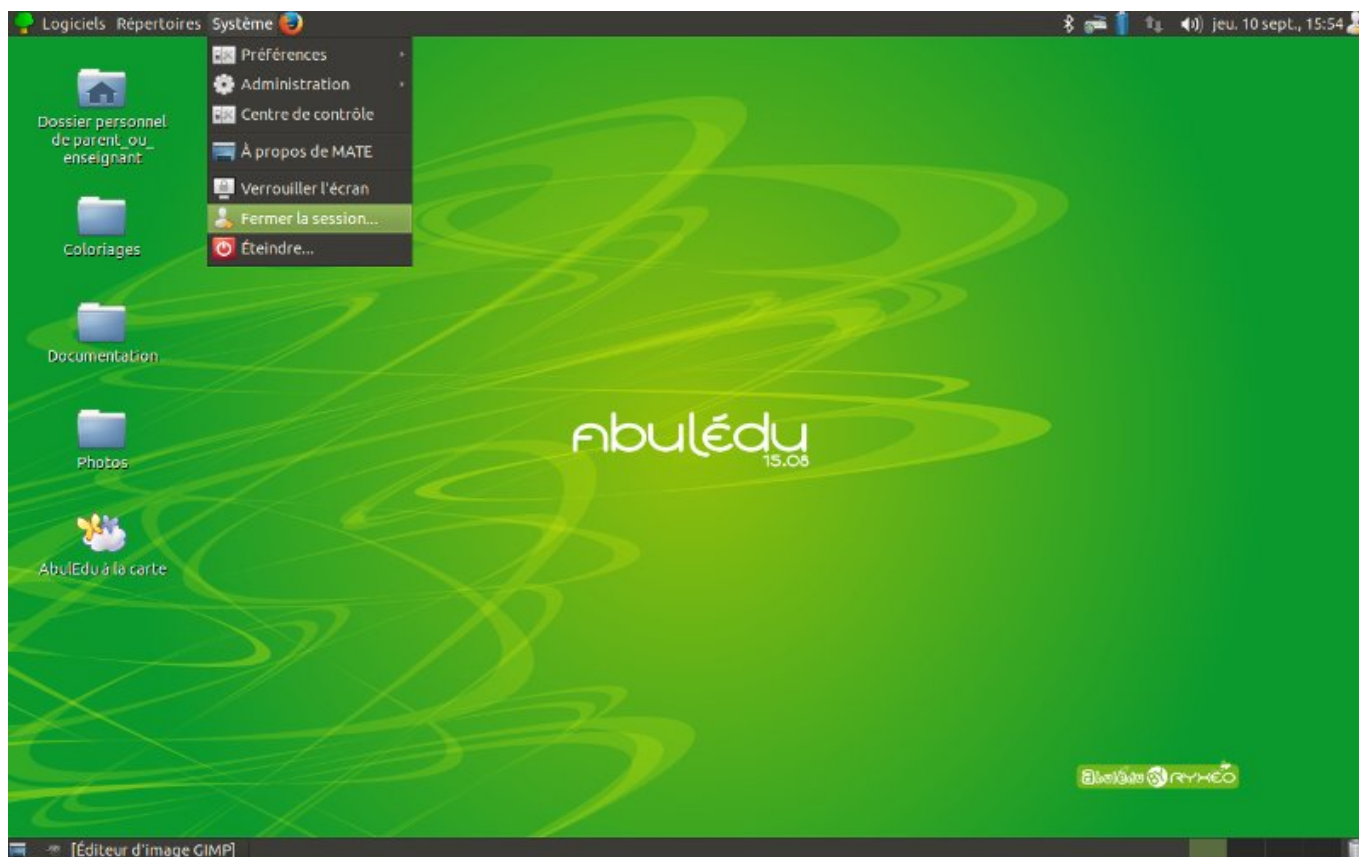 Logiciels Répertoires Système
jeu. 10 sept., 15:54
Préférences
Administration
Centre de contrôle
À propos de MATE
Verrouiller l'écran
Fermer la session...
Éteindre...
Dossier personnel
de parent_ou_
enseignant
Coloriages
Documentation
Photos
AbulEdu à la carte
abulédu
15.08
abulédu RYXEO
[Éditeur d'image GIMP]